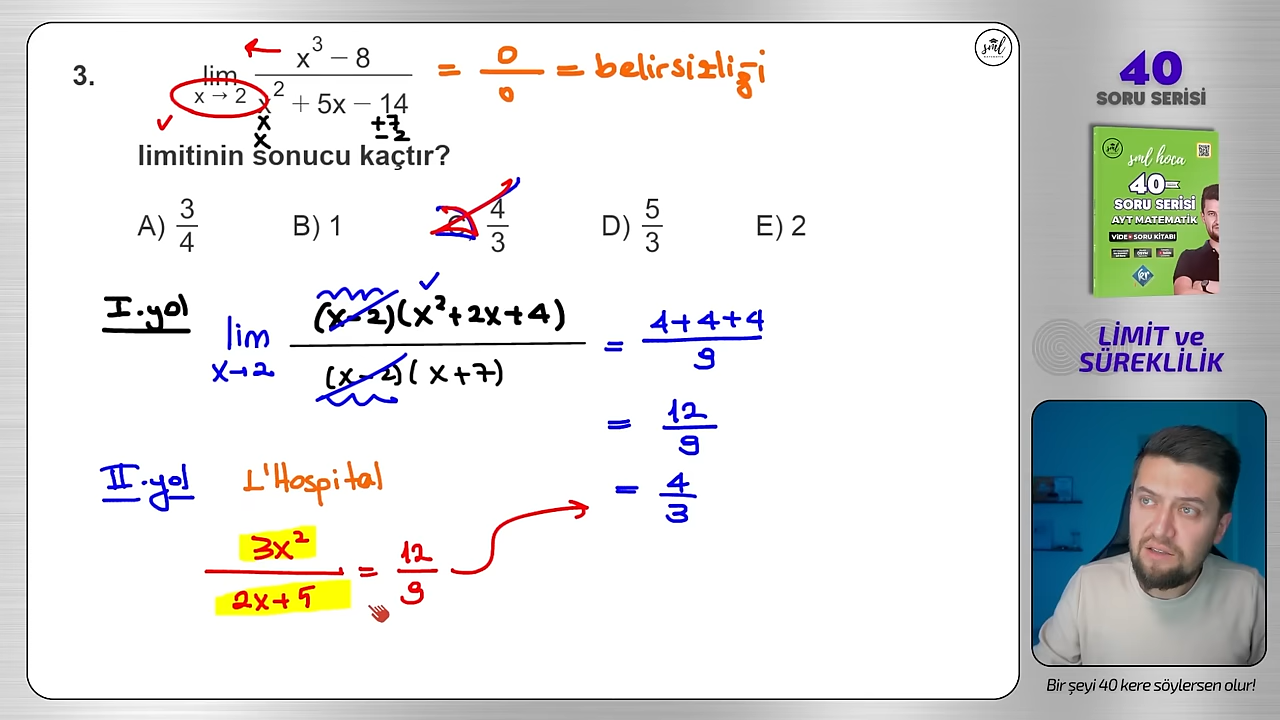 3. lim x → 2 x³ − 8 / x² + 5x − 14 = 0/0 = belirsizliği
x +7
x −2
limitinin sonucu kaçtır?
A) 3/4 B) 1 C) 4/3 D) 5/3 E) 2
I. yol lim x→2 (x−2)(x²+2x+4) / (x−2)(x+7) = 4+4+4 / 9
= 12/9
= 4/3
II. yol L'Hospital
3x² / 2x+5 = 12/9
sml
40
SORU SERİSİ
sml hoca
40
SORU SERİSİ
AYT MATEMATİK
VİDEO SORU KİTABI
LİMİT ve
SÜREKLİLİK
Bir şeyi 40 kere söylersen olur!